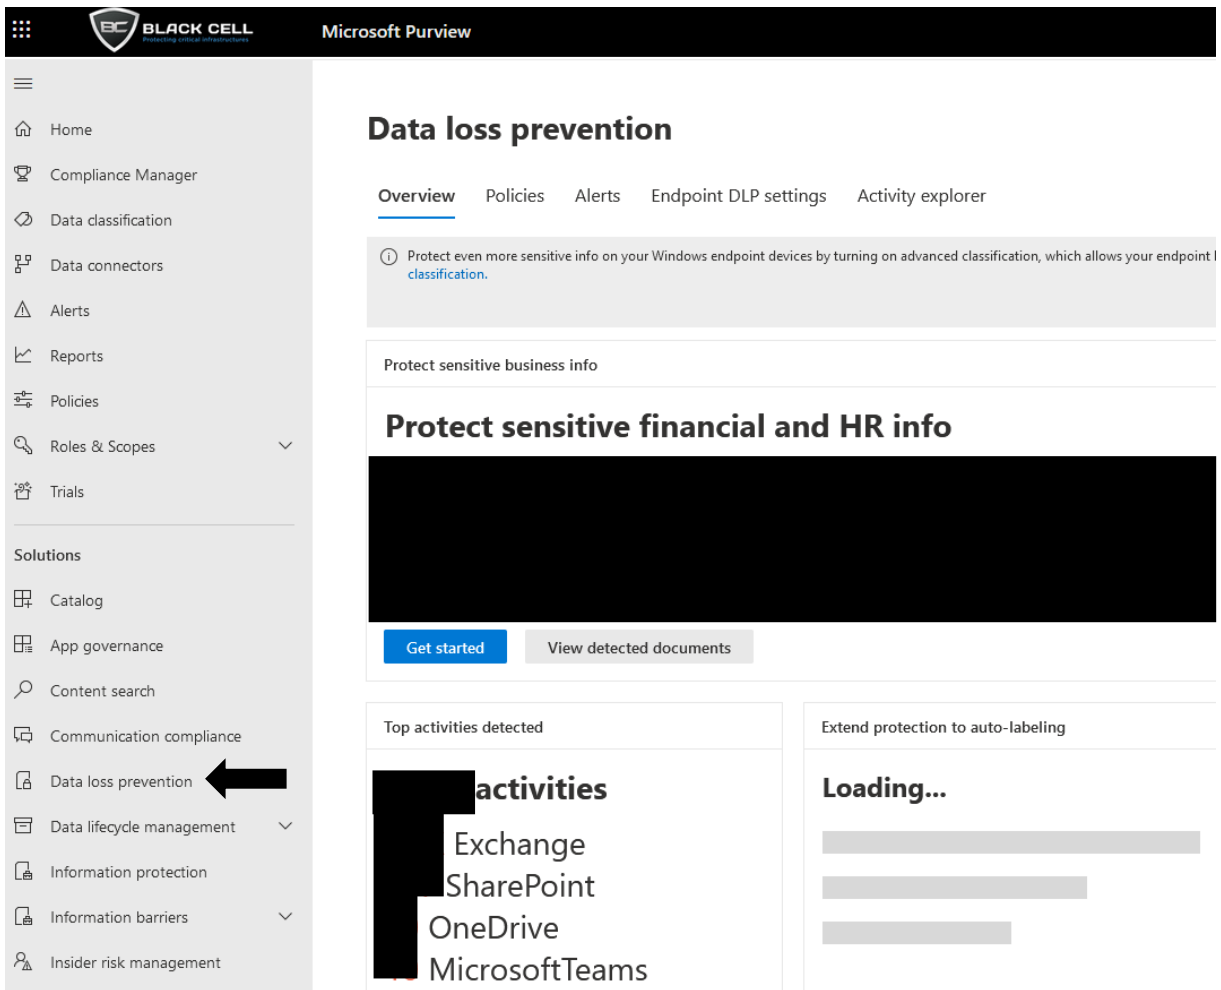 BLACK CELL
Protecting critical infrastructures
Microsoft Purview
Home
Compliance Manager
Data classification
Data connectors
Alerts
Reports
Policies
Roles & Scopes
Trials
Solutions
Catalog
App governance
Content search
Communication compliance
Data loss prevention
Data lifecycle management
Information protection
Information barriers
Insider risk management
Data loss prevention
Overview Policies Alerts Endpoint DLP settings Activity explorer
Protect even more sensitive info on your Windows endpoint devices by turning on advanced classification, which allows your endpoint
classification.
Protect sensitive business info
Protect sensitive financial and HR info
Get started View detected documents
Top activities detected
activities
Exchange
SharePoint
OneDrive
MicrosoftTeams
Extend protection to auto-labeling
Loading...